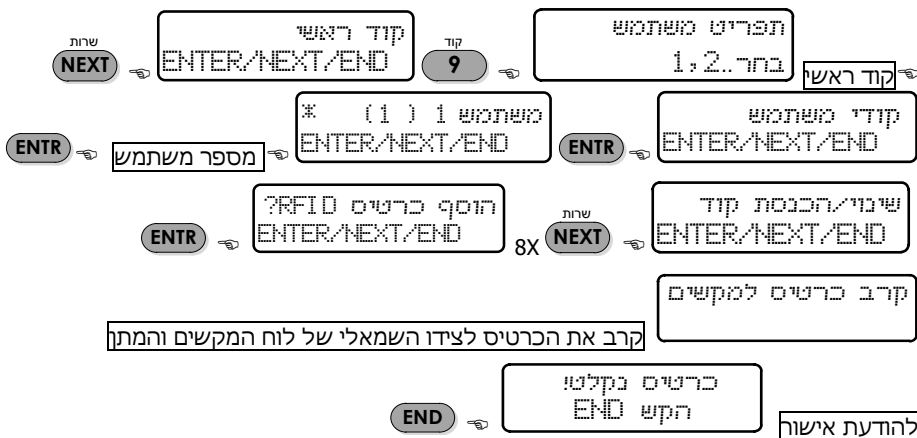 קוד ראשי
תפריט משתמש
בחר..1,2
קוד
9
קוד ראשי
ENTER/NEXT/END
שרות
NEXT
קודי משתמש
ENTER/NEXT/END
ENTR
משתמש 1 ( 1 ) *
ENTER/NEXT/END
מספר משתמש
ENTR
שינוי/הכנסת קוד
ENTER/NEXT/END
שרות
NEXT
8X
הוסף כרטיס RFID?
ENTER/NEXT/END
ENTR
קרב כרטיס למקשים
קרב את הכרטיס לצידו השמאלי של לוח המקשים והמתן
להודעת אישור
כרטיס נקלט!
הקש END
END